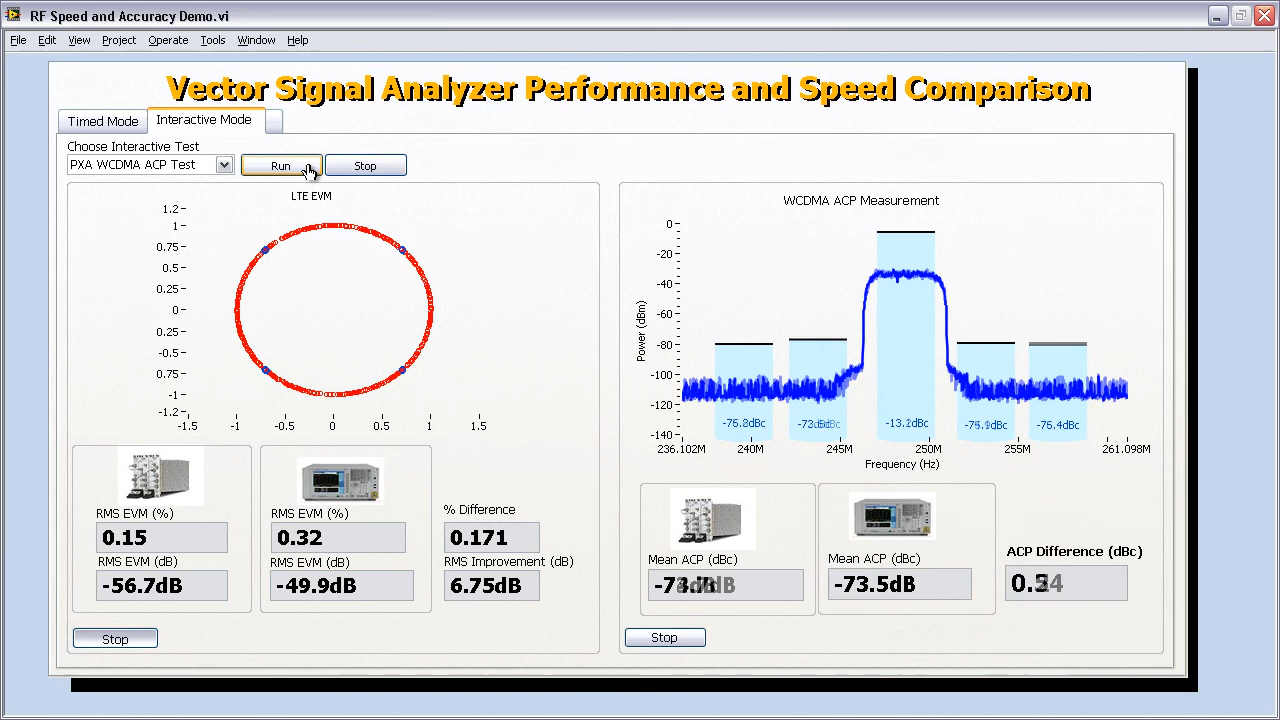 RF Speed and Accuracy Demo.vi
File Edit View Project Operate Tools Window Help
Vector Signal Analyzer Performance and Speed Comparison
Timed Mode
Interactive Mode
Choose Interactive Test
PXA WCDMA ACP Test
Run
Stop
LTE EVM
1.2
1
0.75
0.5
0.25
0
0.25
-0.5
-1
-1.2
-1.5 -1 -0.5 0 0.5 1 1.5
RMS EVM (%)
0.15
RMS EVM (dB)
-56.7dB
RMS EVM (%)
0.32
RMS EVM (dB)
-49.9dB
% Difference
0.171
RMS Improvement (dB)
6.75dB
Stop
WCDMA ACP Measurement
Power (dBm)
0
-20
-40
-60
-80
-100
-120
-140
-13.2dBc
-75.4dBc
236.102M 240M 245M 250M 255M 261.098M
Frequency (Hz)
Mean ACP (dBc)
Mean ACP (dBc)
-73.5dB
ACP Difference (dBc)
Stop